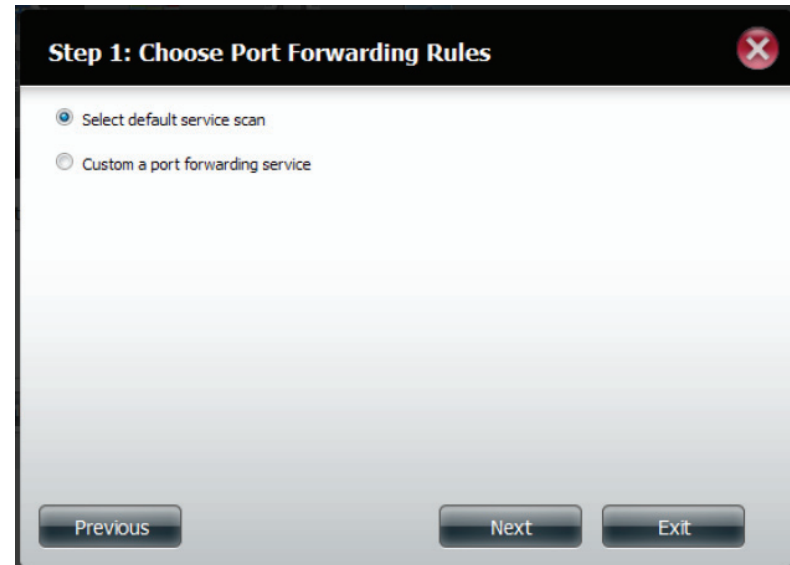 Step 1: Choose Port Forwarding Rules
Select default service scan
Custom a port forwarding service
Previous
Next
Exit